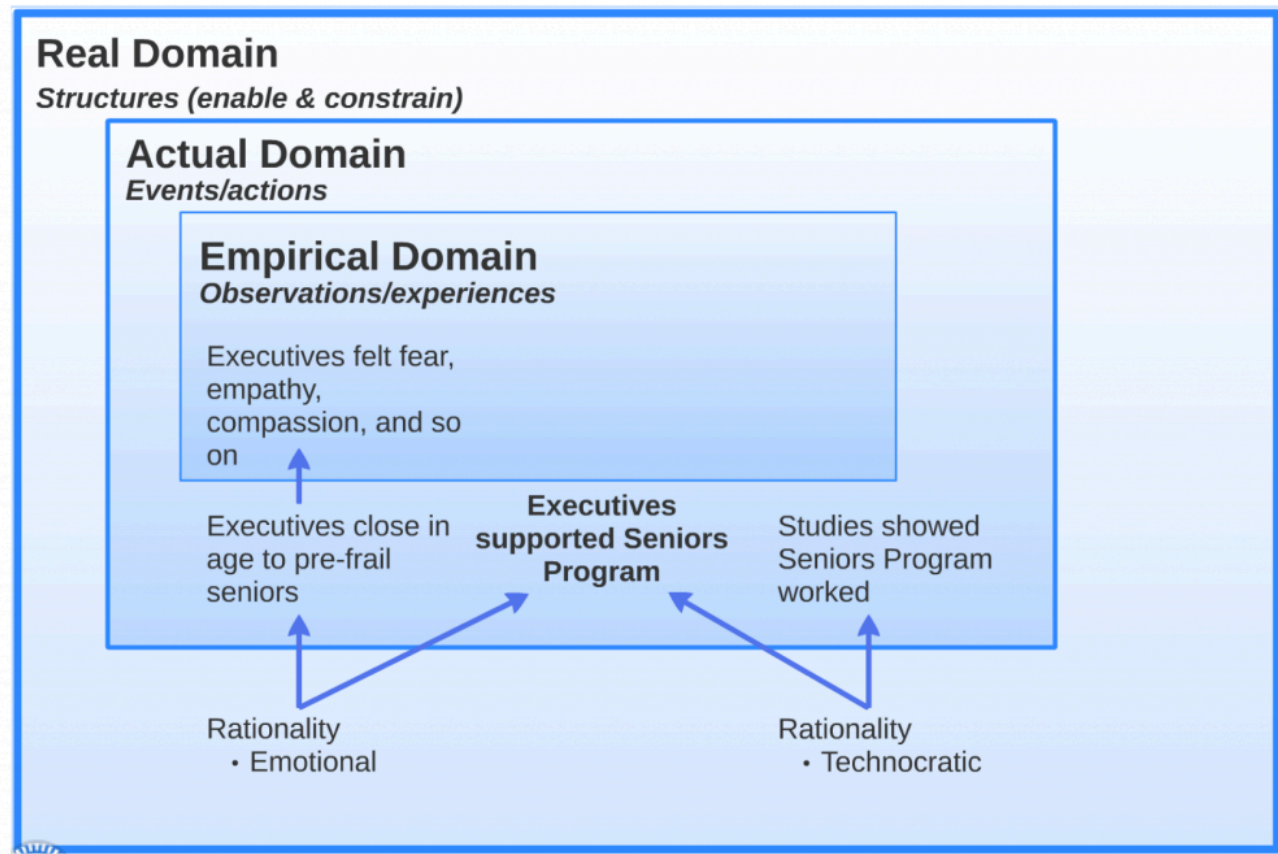 Real Domain
Structures (enable & constrain)
Actual Domain
Events/actions
Empirical Domain
Observations/experiences
Executives felt fear,
empathy,
compassion, and so
on
Executives close in
age to pre-frail
seniors
Executives
supported Seniors
Program
Studies showed
Seniors Program
worked
Rationality
• Emotional
Rationality
• Technocratic